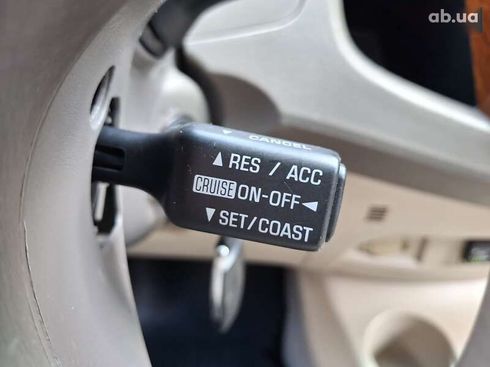 ab.ua
▼ CANCEL
▲ RES / ACC
CRUISE ON-OFF ◄
▼ SET/COAST